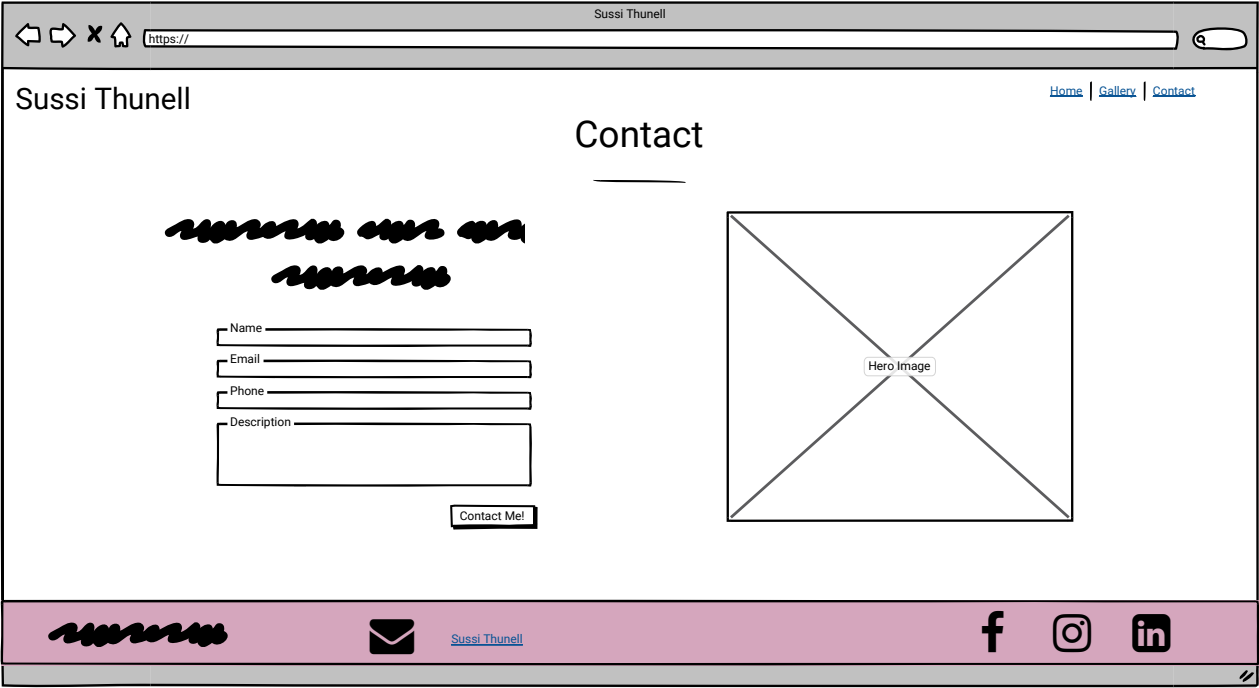 Sussi Thunell
https://
Sussi Thunell
Home | Gallery | Contact
Contact
Name
Email
Phone
Description
Hero Image
Contact Me!
Sussi Thunell